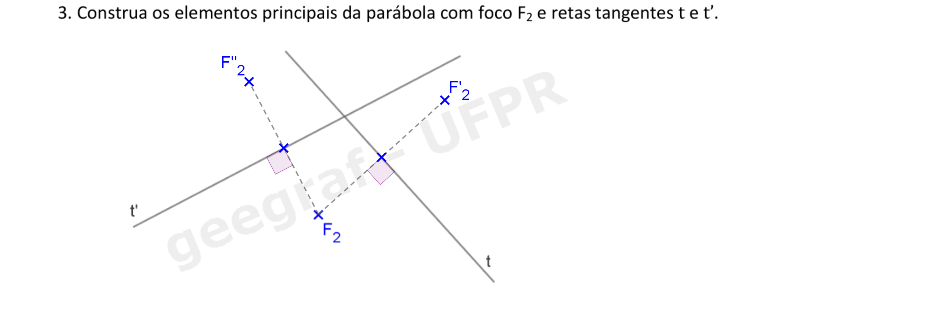 3. Construa os elementos principais da parábola com foco F₂ e retas tangentes t e t’.
F"₂
F'₂
geegraf - UFPR
t'
F₂
t